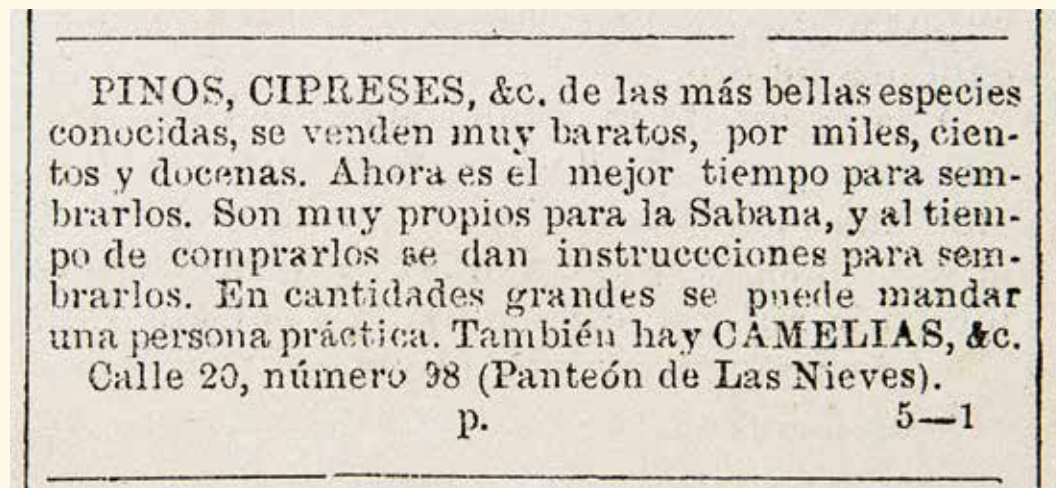 PINOS, CIPRESES, &c. de las más bellas especies
conocidas, se venden muy baratos, por miles, cien-
tos y docenas. Ahora es el mejor tiempo para sem-
brarlos. Son muy propios para la Sabana, y al tiem-
po de comprarlos se dan instruccciones para sem-
brarlos. En cantidades grandes se puede mandar
una persona práctica. También hay CAMELIAS, &c.
Calle 20, número 98 (Panteón de Las Nieves).
p. 5—1